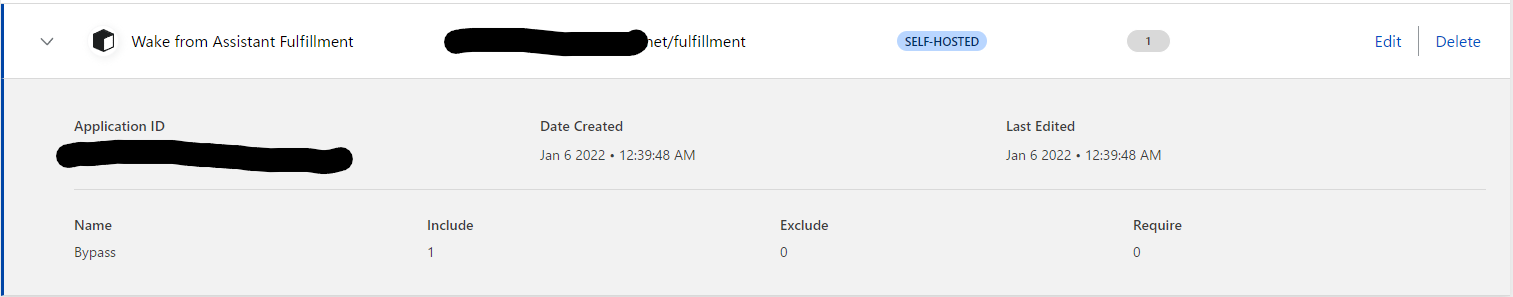 Wake from Assistant Fulfillment net/fulfillment SELF-HOSTED 1 Edit Delete
Application ID Date Created Last Edited
Jan 6 2022 • 12:39:48 AM Jan 6 2022 • 12:39:48 AM
Name Include Exclude Require
Bypass 1 0 0